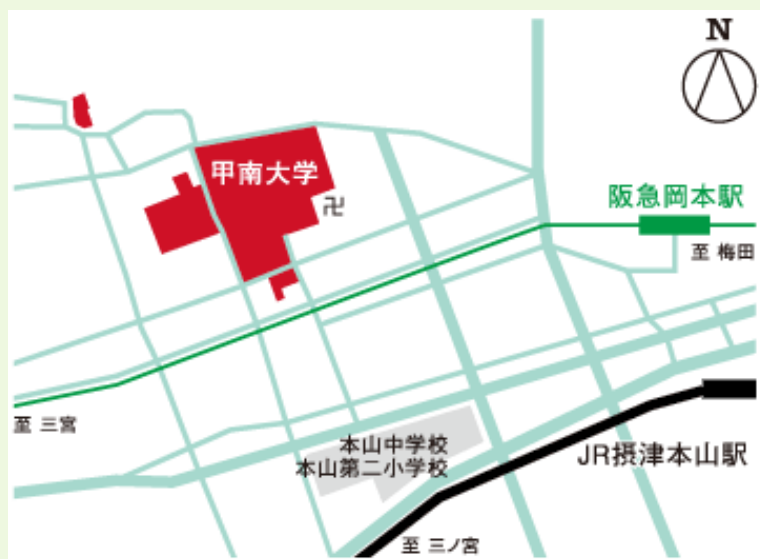 N
甲南大学
卍
阪急岡本駅
至 梅田
至 三宮
本山中学校
本山第二小学校
JR摂津本山駅
至 三ノ宮